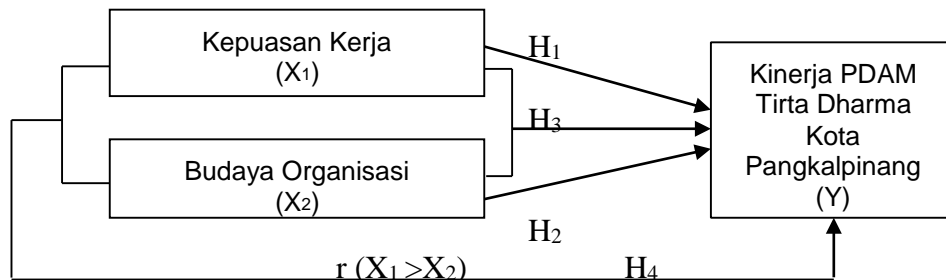 Kepuasan Kerja
(X1)
H1
Kinerja PDAM
Tirta Dharma
Kota
Pangkalpinang
(Y)
H3
Budaya Organisasi
(X2)
H2
r (X1 >X2)
H4